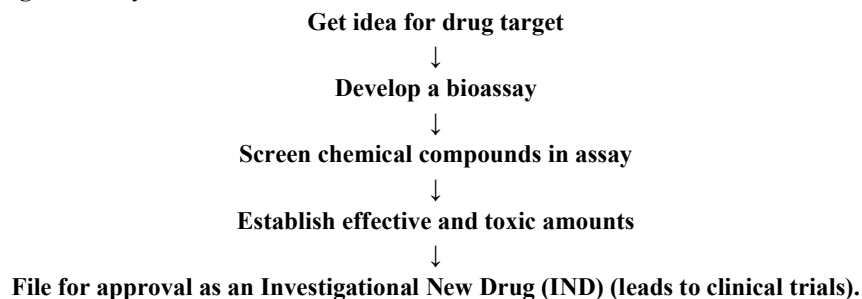 Get idea for drug target
↓
Develop a bioassay
↓
Screen chemical compounds in assay
↓
Establish effective and toxic amounts
↓
File for approval as an Investigational New Drug (IND) (leads to clinical trials).